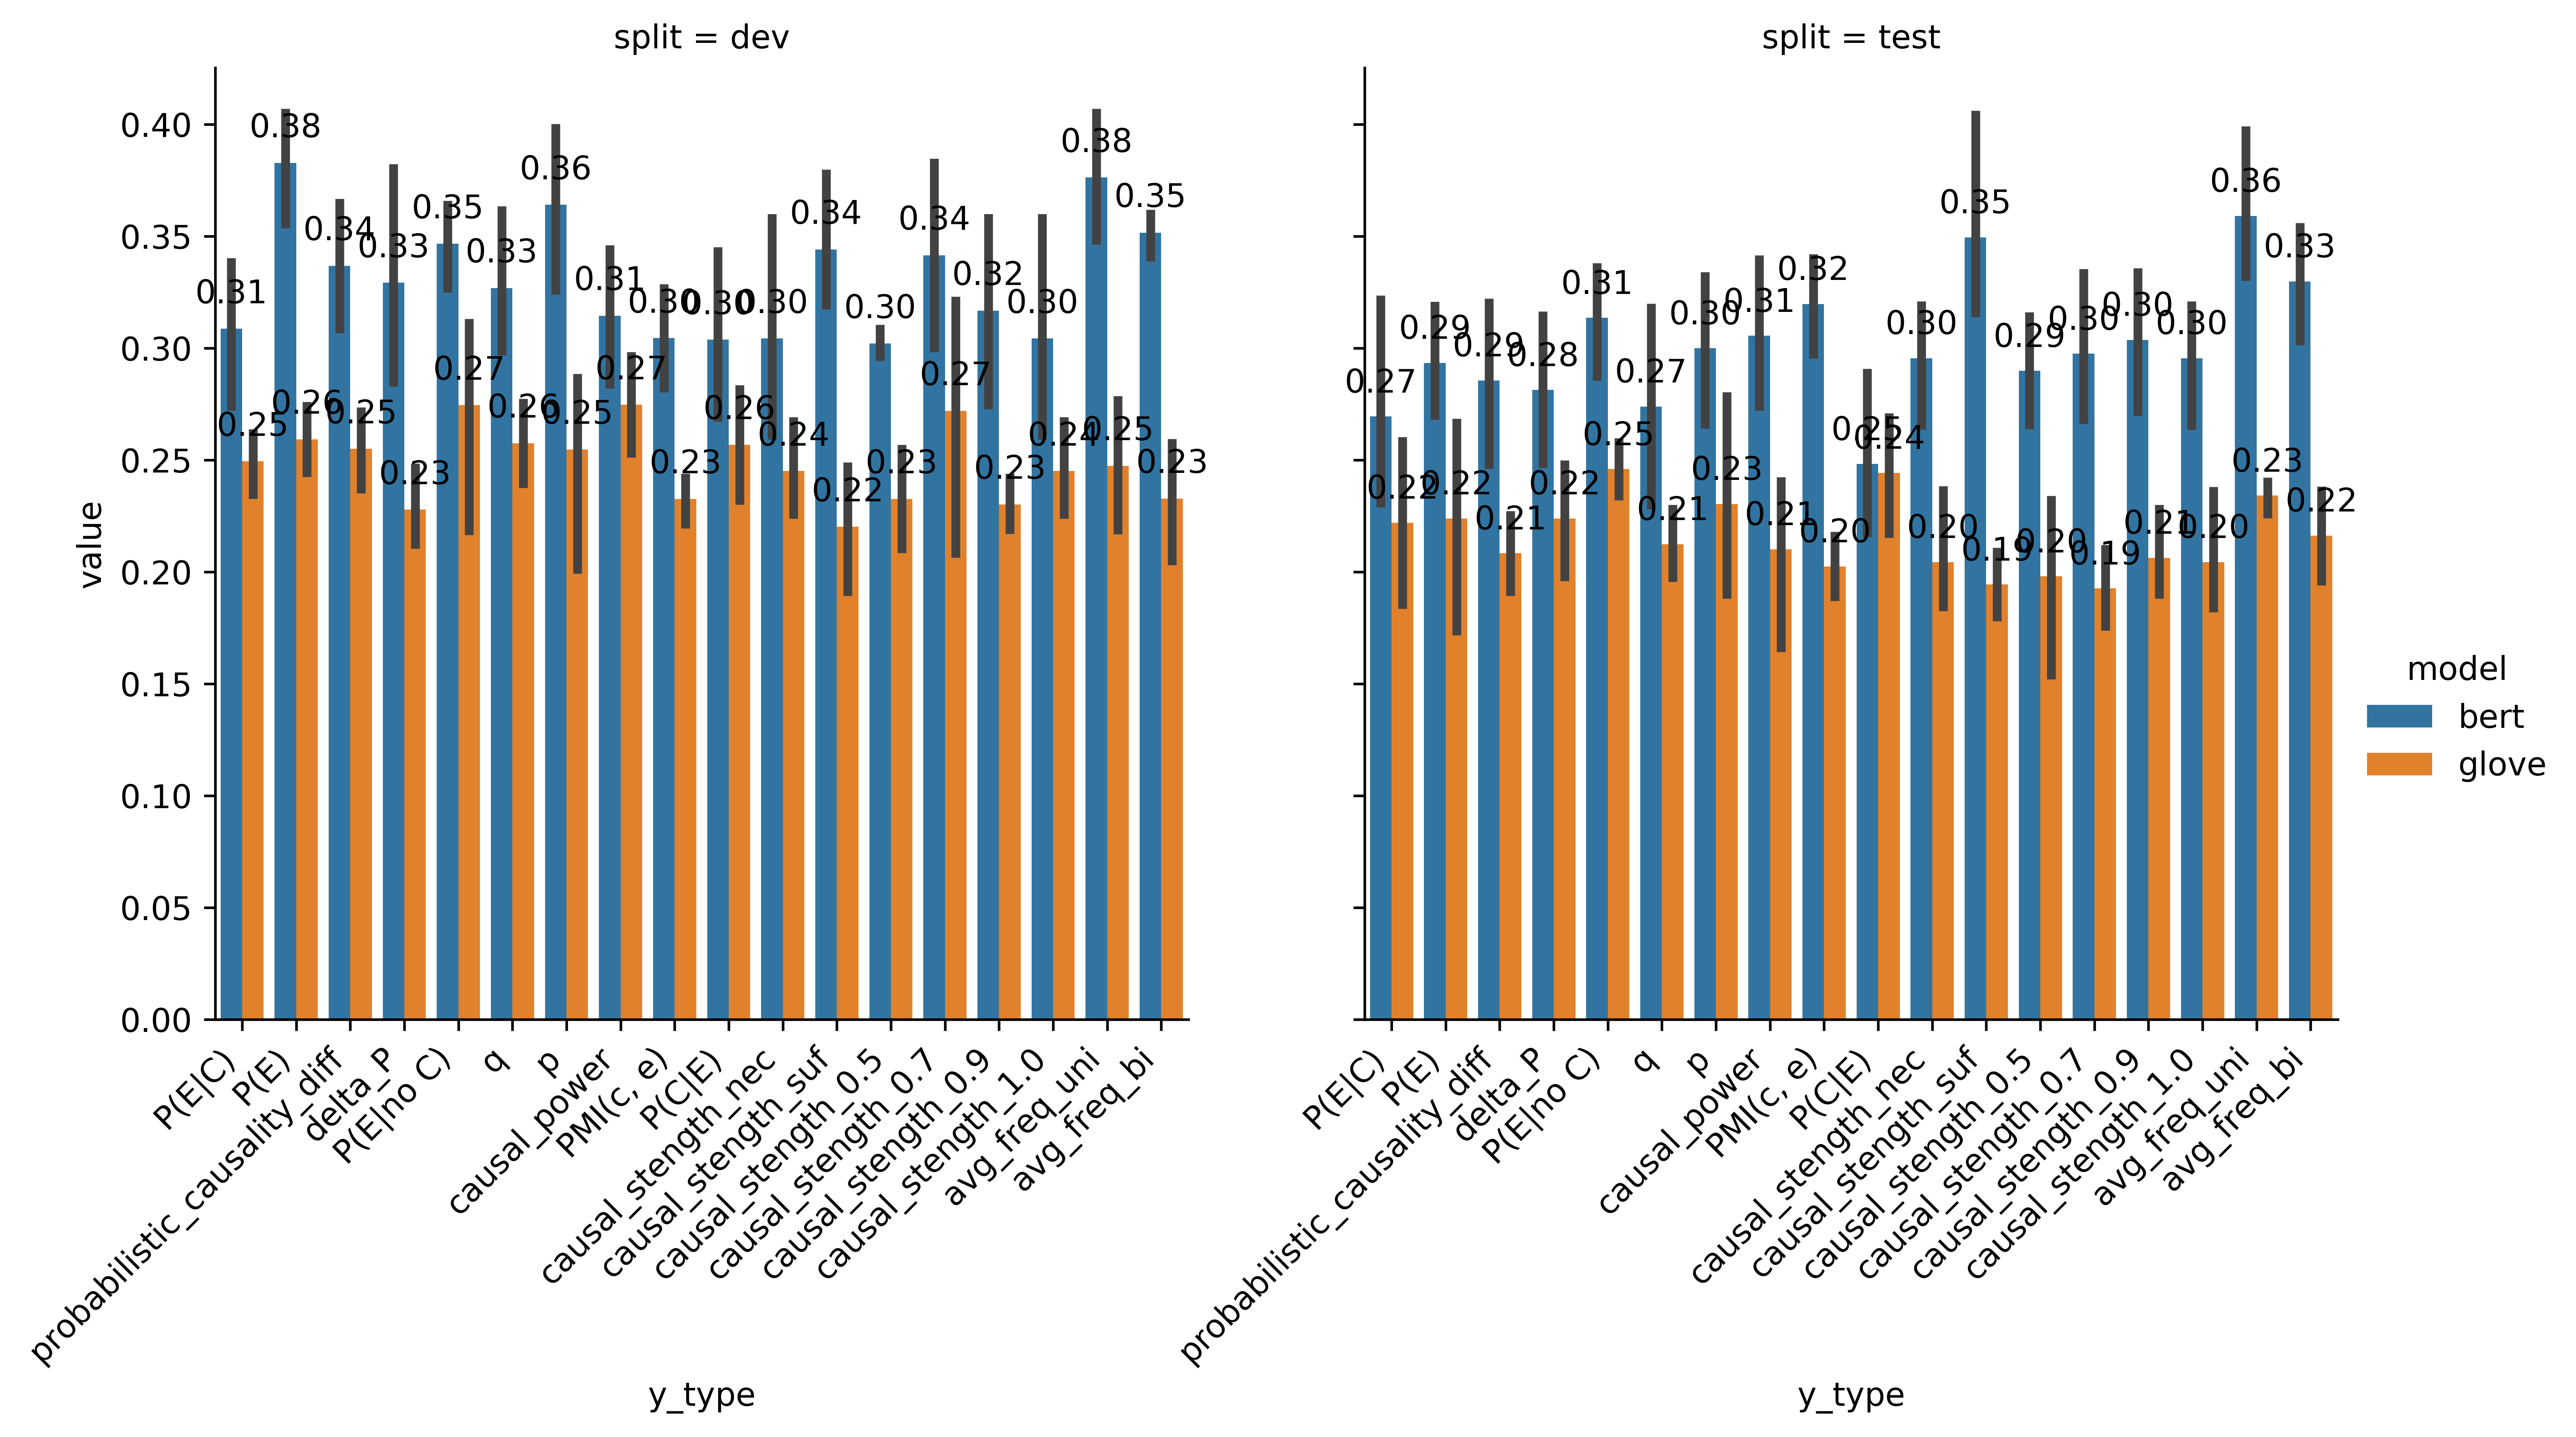 split = dev
split = test
0.40
0.35
0.30
0.25
0.20
0.15
0.10
0.05
0.00
value
0.31
0.38
0.34
0.33
0.35
0.33
0.36
0.31
0.30
0.30
0.30
0.34
0.30
0.34
0.32
0.30
0.38
0.35
0.25
0.26
0.25
0.23
0.27
0.26
0.25
0.27
0.23
0.26
0.24
0.22
0.23
0.27
0.23
0.24
0.25
0.23
0.27
0.29
0.29
0.28
0.31
0.27
0.30
0.31
0.32
0.25
0.30
0.35
0.29
0.30
0.30
0.30
0.36
0.33
0.22
0.22
0.21
0.22
0.25
0.21
0.23
0.21
0.20
0.24
0.20
0.19
0.20
0.19
0.21
0.20
0.23
0.22
P(E|C)
P(E)
probabilistic_causality_diff
delta_P
P(E|no C)
q
p
causal_power
PMI(c, e)
P(C|E)
causal_stength_nec
causal_stength_suf
causal_stength_0.5
causal_stength_0.7
causal_stength_0.9
causal_stength_1.0
avg_freq_uni
avg_freq_bi
y_type
P(E|C)
P(E)
probabilistic_causality_diff
delta_P
P(E|no C)
q
p
causal_power
PMI(c, e)
P(C|E)
causal_stength_nec
causal_stength_suf
causal_stength_0.5
causal_stength_0.7
causal_stength_0.9
causal_stength_1.0
avg_freq_uni
avg_freq_bi
y_type
model
bert
glove